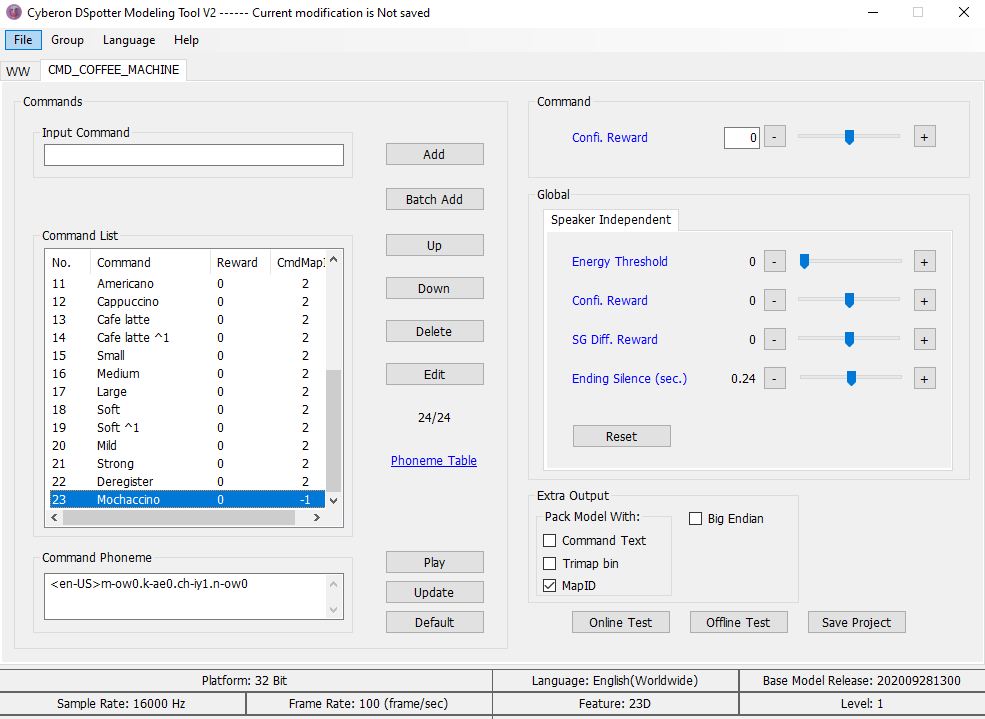 Cyberon DSpotter Modeling Tool V2 ------ Current modification is Not saved
File Group Language Help
WW CMD_COFFEE_MACHINE
Commands
Input Command
Add
Batch Add
Up
Down
Delete
Edit
24/24
Phoneme Table
Command List
No. Command Reward CmdMapI
11 Americano 0 2
12 Cappuccino 0 2
13 Cafe latte 0 2
14 Cafe latte ^1 0 2
15 Small 0 2
16 Medium 0 2
17 Large 0 2
18 Soft 0 2
19 Soft ^1 0 2
20 Mild 0 2
21 Strong 0 2
22 Deregister 0 2
23 Mochaccino 0 -1
Command Phoneme
<en-US>m-ow0.k-ae0.ch-iy1.n-ow0
Play
Update
Default
Command
Confi. Reward 0 - +
Global
Speaker Independent
Energy Threshold 0 - +
Confi. Reward 0 - +
SG Diff. Reward 0 - +
Ending Silence (sec.) 0.24 - +
Reset
Extra Output
Pack Model With:
Command Text
Trimap bin
MapID
Big Endian
Online Test Offline Test Save Project
Platform: 32 Bit Language: English(Worldwide) Base Model Release: 202009281300
Sample Rate: 16000 Hz Frame Rate: 100 (frame/sec) Feature: 23D Level: 1